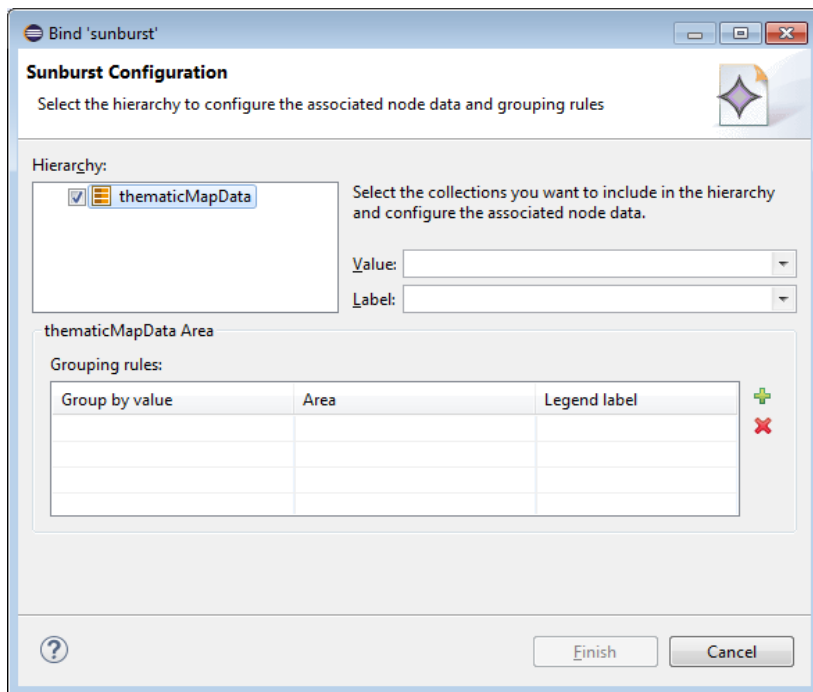 Bind 'sunburst'
Sunburst Configuration
Select the hierarchy to configure the associated node data and grouping rules
Hierarchy:
thematicMapData
Select the collections you want to include in the hierarchy
and configure the associated node data.
Value:
Label:
thematicMapData Area
Grouping rules:
Group by value Area Legend label
?
Finish Cancel